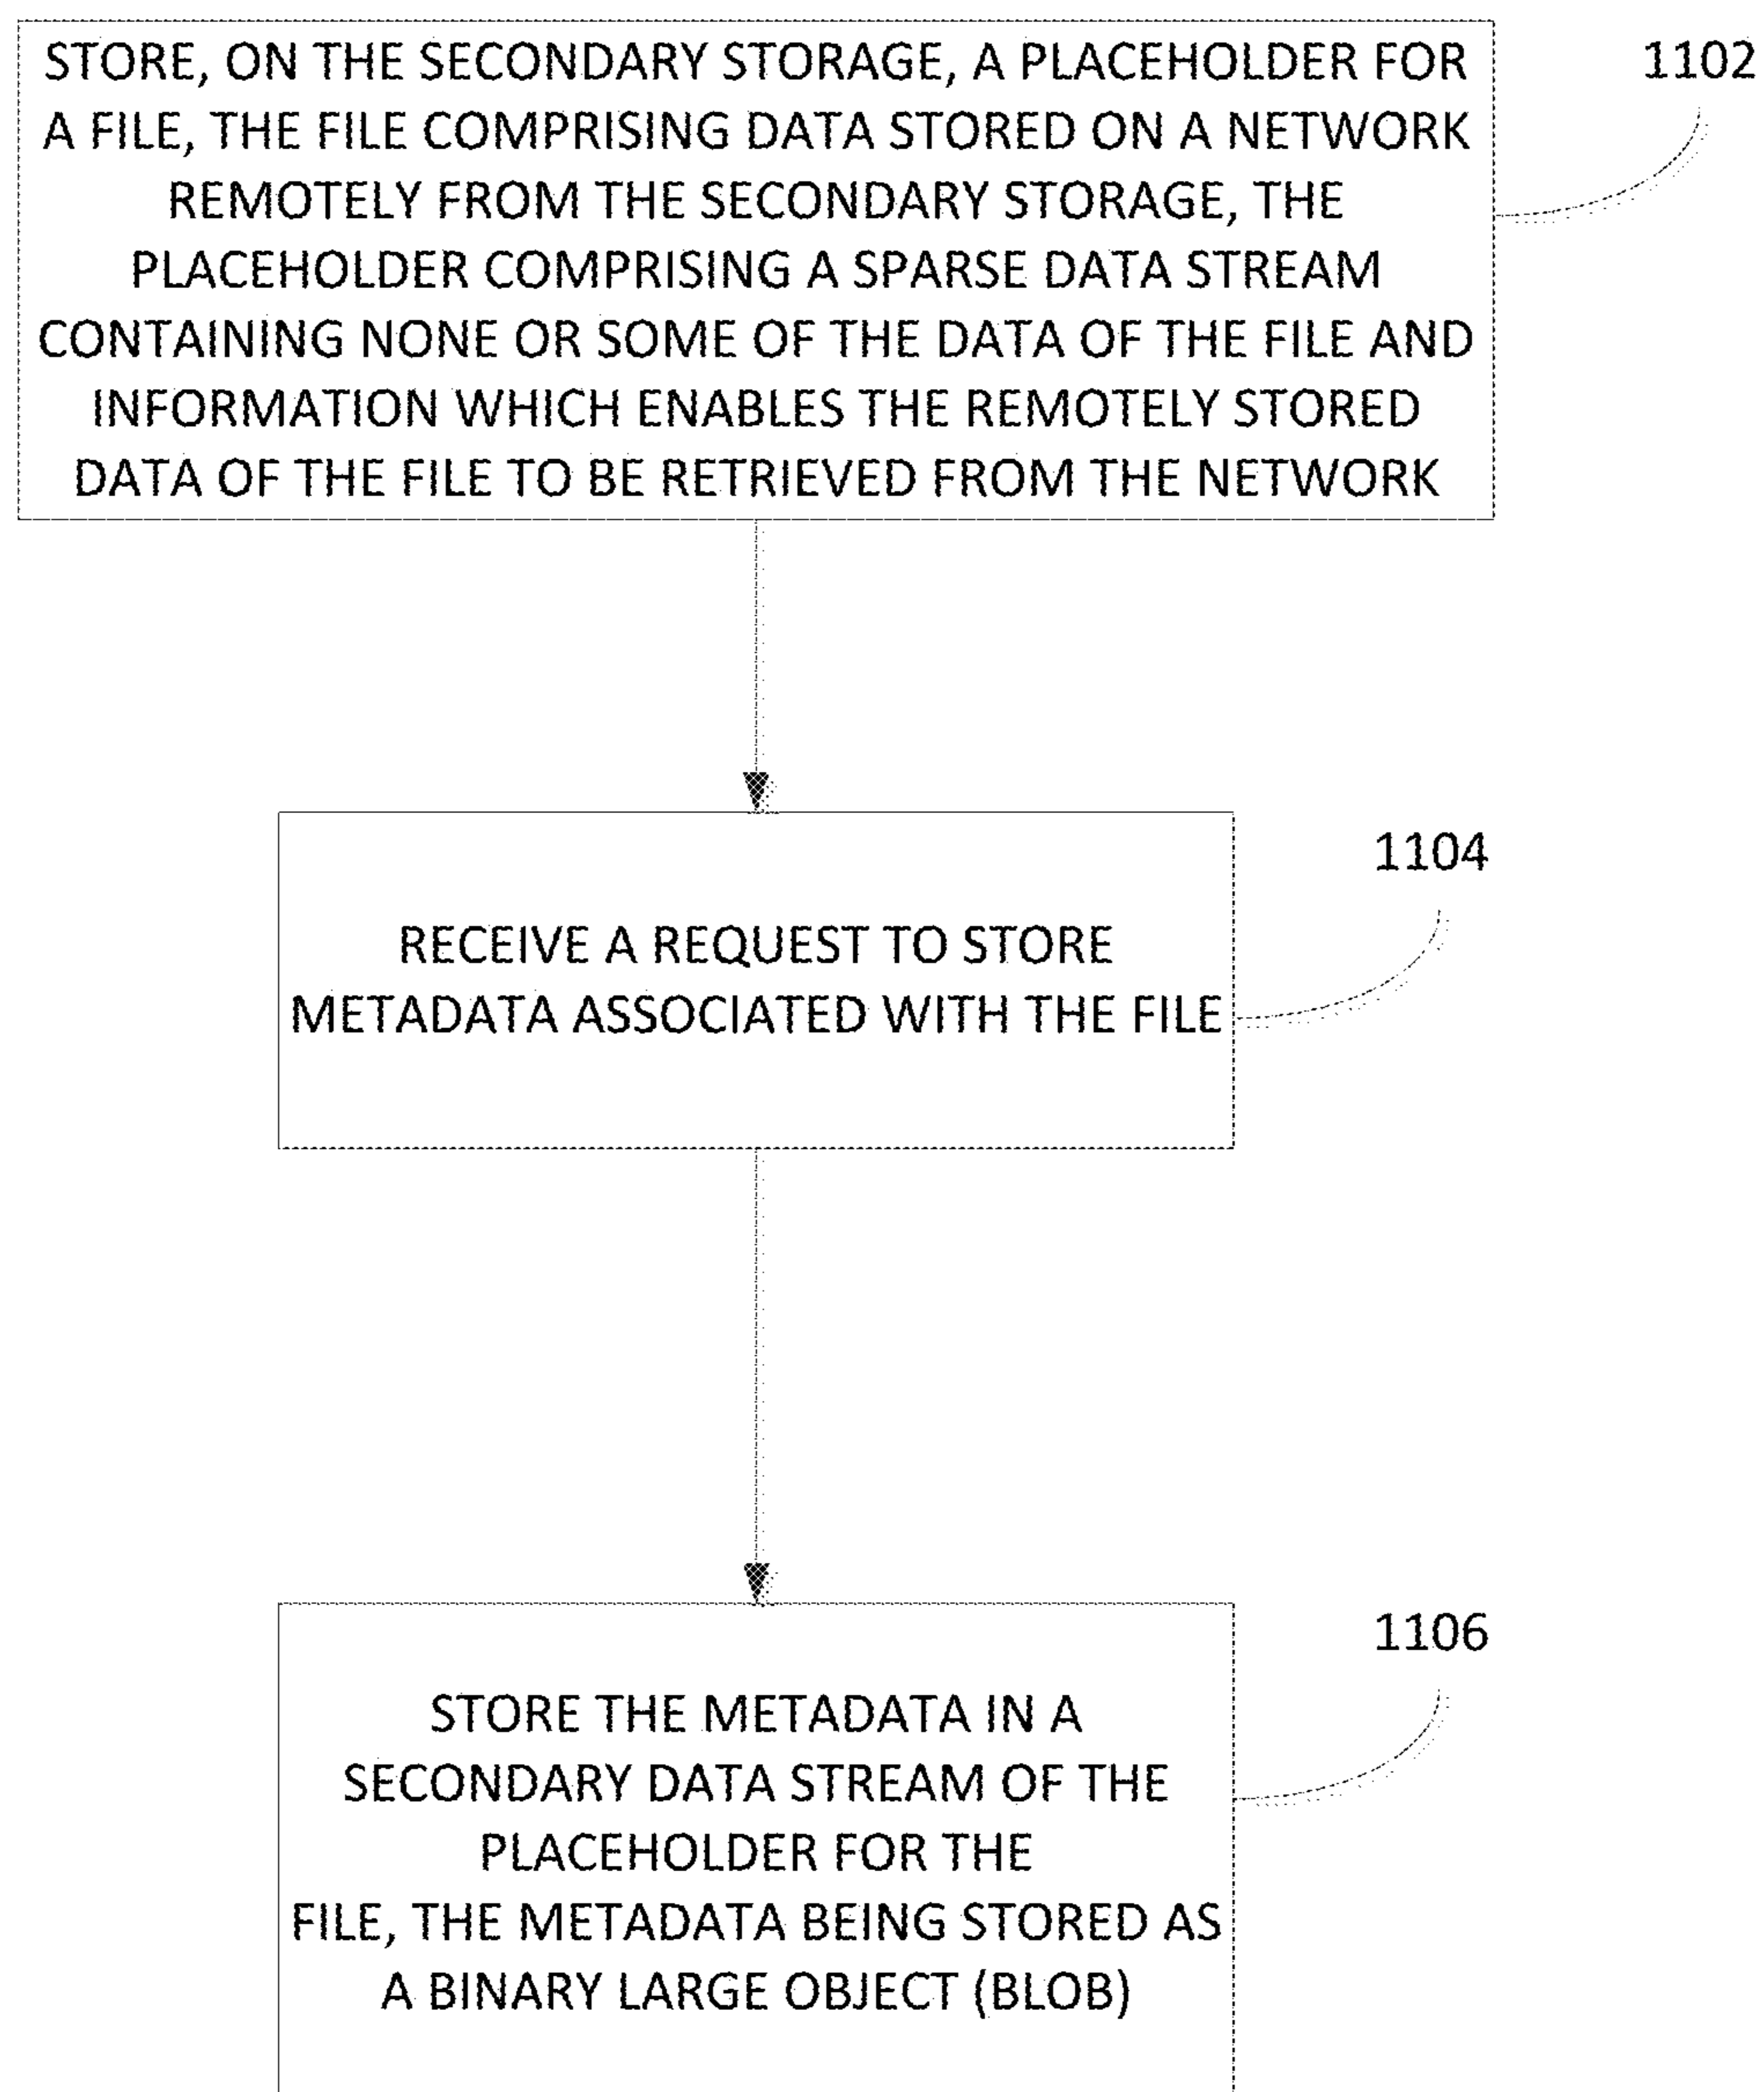 STORE, ON THE SECONDARY STORAGE, A PLACEHOLDER FOR
A FILE, THE FILE COMPRISING DATA STORED ON A NETWORK
REMOTELY FROM THE SECONDARY STORAGE, THE
PLACEHOLDER COMPRISING A SPARSE DATA STREAM
CONTAINING NONE OR SOME OF THE DATA OF THE FILE AND
INFORMATION WHICH ENABLES THE REMOTELY STORED
DATA OF THE FILE TO BE RETRIEVED FROM THE NETWORK
1102
RECEIVE A REQUEST TO STORE
METADATA ASSOCIATED WITH THE FILE
1104
STORE THE METADATA IN A
SECONDARY DATA STREAM OF THE
PLACEHOLDER FOR THE
FILE, THE METADATA BEING STORED AS
A BINARY LARGE OBJECT (BLOB)
1106